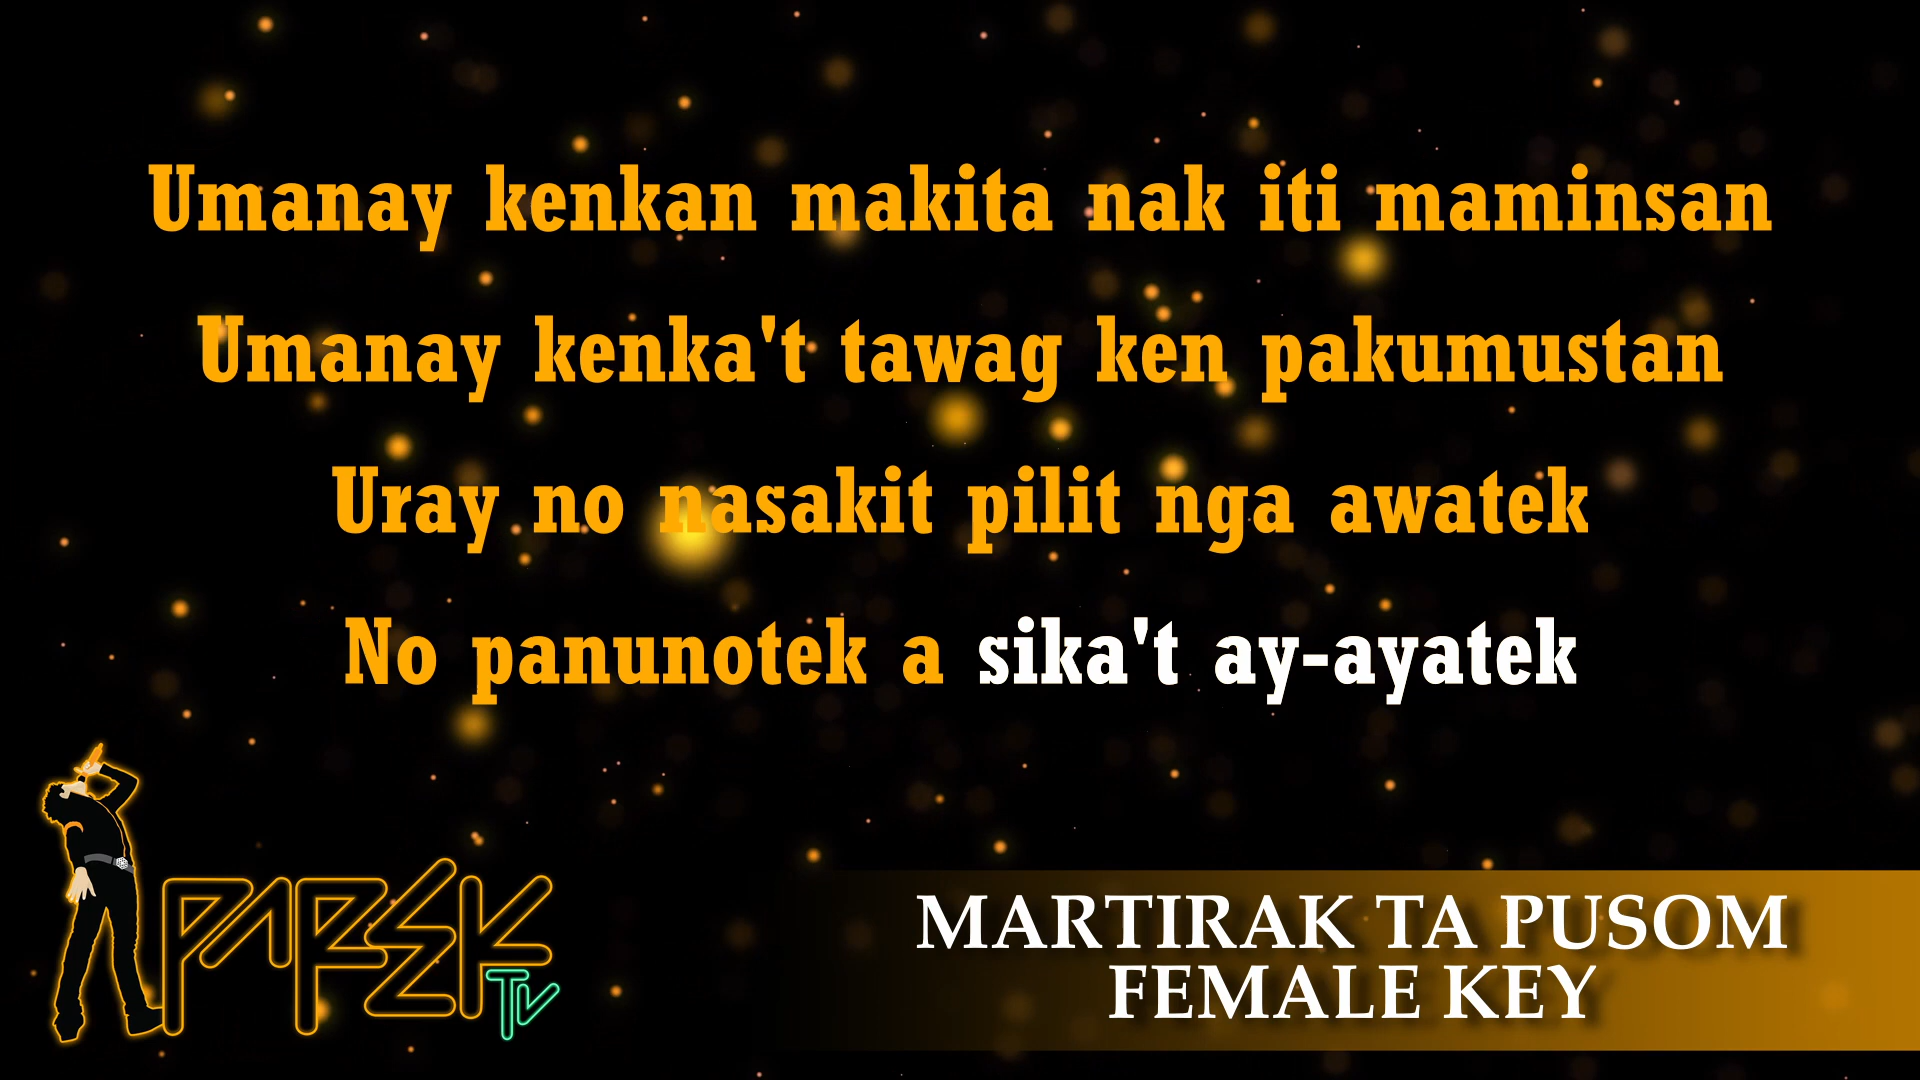 Umanay kenkan makita nak iti maminsan
Umanay kenka't tawag ken pakumustan
Uray no nasakit pilit nga awatek
No panunotek a sika't ay-ayatek
PAPEK TV
MARTIRAK TA PUSOM
FEMALE KEY